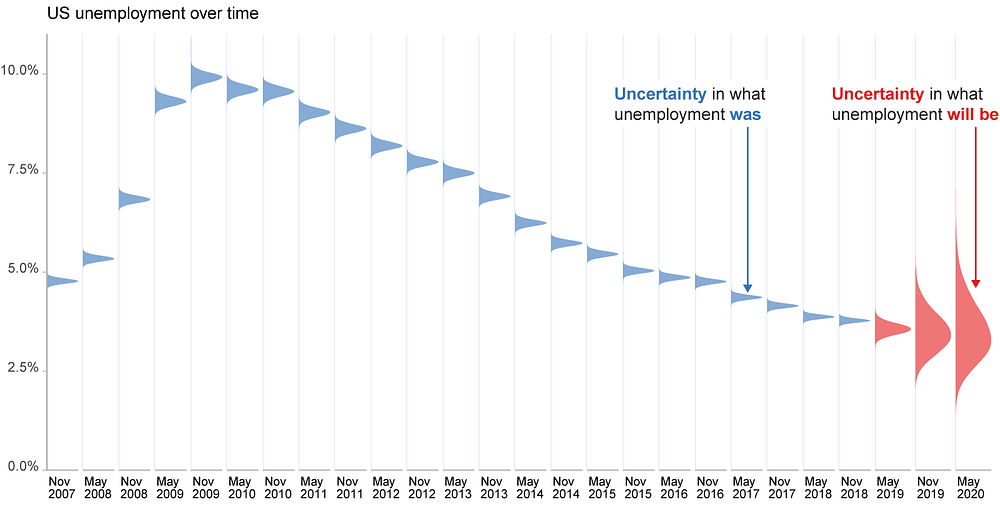 US unemployment over time
10.0%
7.5%
5.0%
2.5%
0.0%
Uncertainty in what
unemployment was
Uncertainty in what
unemployment will be
Nov
2007
May
2008
Nov
2008
May
2009
Nov
2009
May
2010
Nov
2010
May
2011
Nov
2011
May
2012
Nov
2012
May
2013
Nov
2013
May
2014
Nov
2014
May
2015
Nov
2015
May
2016
Nov
2016
May
2017
Nov
2017
May
2018
Nov
2018
May
2019
Nov
2019
May
2020